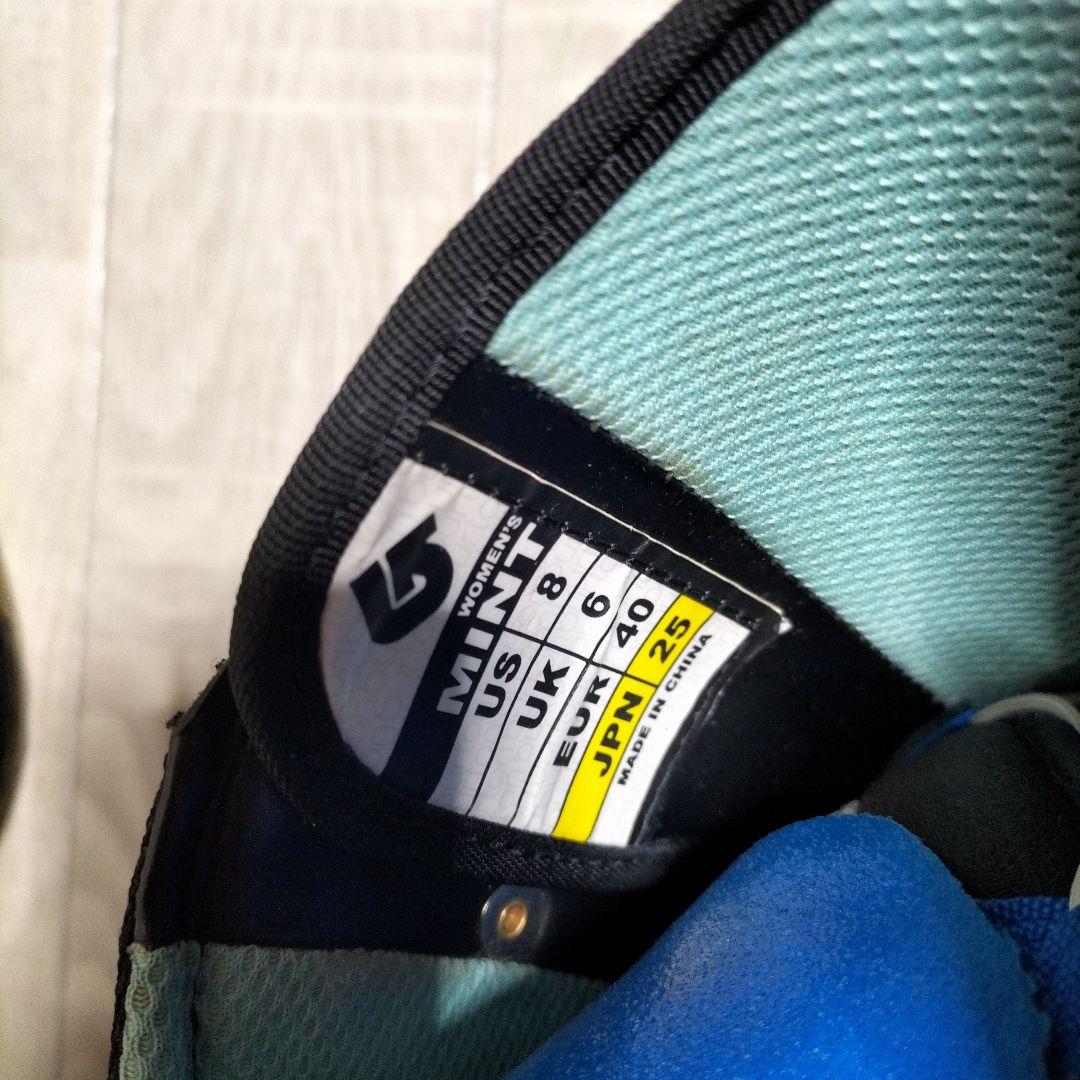 WOMEN'S
MINT
US 8
UK 6
EUR 40
JPN 25
MADE IN CHINA